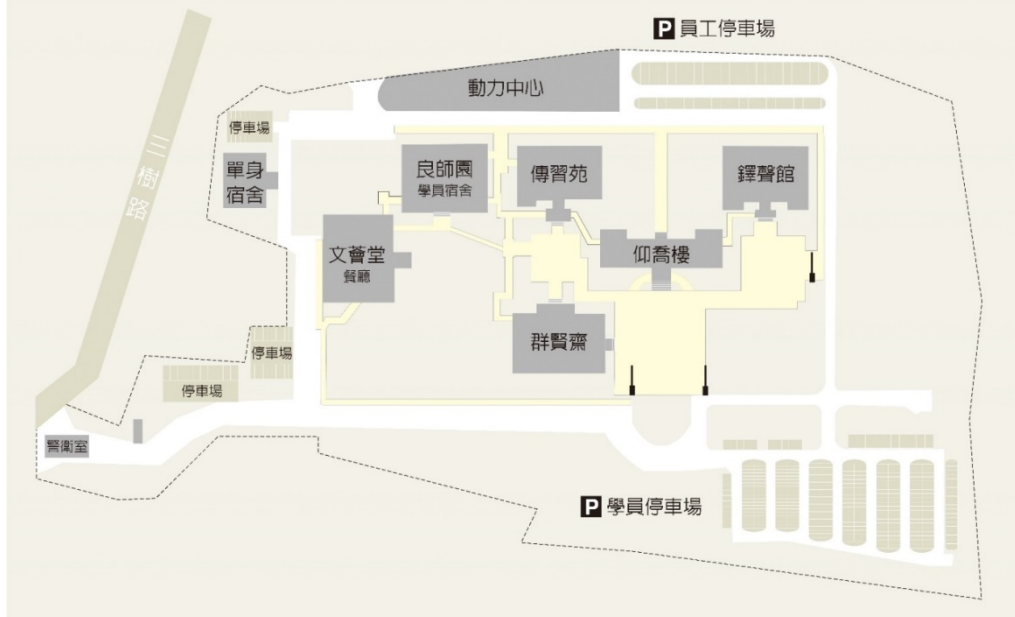 P 員工停車場
動力中心
停車場
三樹路
單身
宿舍
良師園
學員宿舍
傳習苑
鐸聲館
文薈堂
餐廳
仰喬樓
群賢齋
停車場
停車場
警衛室
P 學員停車場